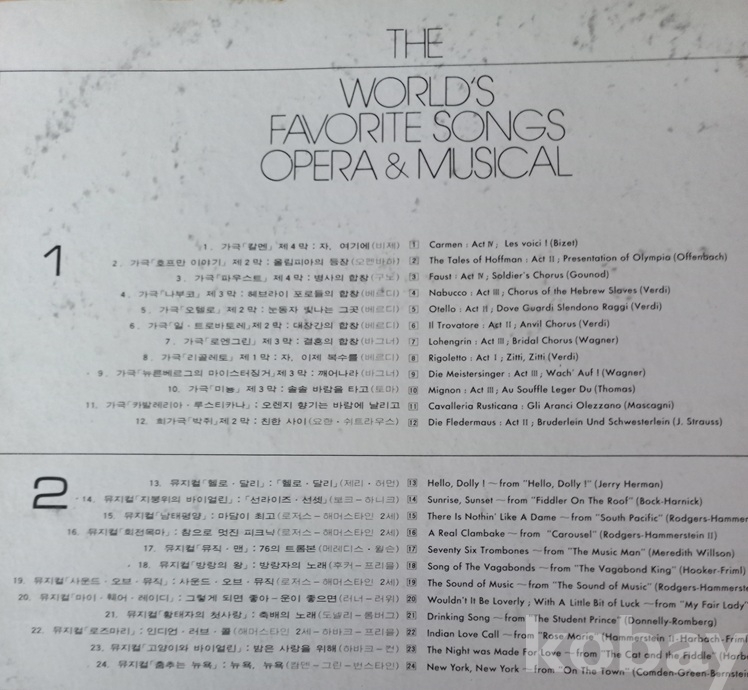 THE
WORLD'S
FAVORITE SONGS
OPERA & MUSICAL
1
1. 가극「칼멘」제4막 : 자, 여기에(비제) 1 Carmen : Act Ⅳ, Les voici ! (Bizet)
2. 가극「호프만 이야기」제2막 : 올림피아의 등장(오펜바하) 2 The Tales of Hoffman : Act Ⅱ ; Presentation of Olympia (Offenbach)
3. 가극「파우스트」제4막 : 병사의 합창(구노) 3 Faust : Act Ⅳ ; Soldier's Chorus (Gounod)
4. 가극「나부코」제3막 : 헤브라이 포로들의 합창(베르디) 4 Nabucco : Act Ⅲ ; Chorus of the Hebrew Slaves (Verdi)
5. 가극「오텔로」제2막 : 눈동자 빛나는 그곳(베르디) 5 Otello : Act Ⅱ ; Dove Guardi Slendono Raggi (Verdi)
6. 가극「일·트로바토레」제2막 : 대장간의 합창(베르디) 6 Il Trovatore : Act Ⅱ ; Anvil Chorus (Verdi)
7. 가극「로엔그린」제3막 : 결혼의 합창(바그너) 7 Lohengrin : Act Ⅲ ; Bridal Chorus (Wagner)
8. 가극「리골레토」제1막 : 자, 이제 복수를(베르디) 8 Rigoletto : Act Ⅰ ; Zitti, Zitti (Verdi)
9. 가극「뉴른베르그의 마이스터징거」제3막 : 깨어나라(바그너) 9 Die Meistersinger : Act Ⅲ ; Wach' Auf ! (Wagner)
10. 가극「미뇽」제3막 : 솔솔 바람을 타고(토마) 10 Mignon : Act Ⅲ ; Au Souffle Leger Du (Thomas)
11. 가극「카발레리아·루스티카나」: 오렌지 향기는 바람에 날리고 11 Cavalleria Rusticana : Gli Aranci Olezzano (Mascagni)
12. 희가극「박쥐」제2막 : 친한 사이(요한·쉬트라우스) 12 Die Fledermaus : Act Ⅱ ; Bruderlein Und Schwesterlein (J. Strauss)
2
13. 뮤지컬「헬로·달리」:「헬로·달리」(제리·허먼) 13 Hello, Dolly ! ~from "Hello, Dolly !" (Jerry Herman)
14. 뮤지컬「지붕위의 바이얼린」:「선라이즈·선셋」(보크-하니크) 14 Sunrise, Sunset ~from "Fiddler On The Roof" (Bock-Harnick)
15. 뮤지컬「남태평양」: 마담이 최고(로저스-해머스타인 2세) 15 There Is Nothin' Like A Dame ~from "South Pacific" (Rodgers-Hammer
16. 뮤지컬「회전목마」: 참으로 멋진 피크닉(로저스-해머스타인 2세) 16 A Real Clambake ~from "Carousel" (Rodgers-Hammerstein Ⅱ)
17. 뮤지컬「뮤직·맨」: 76의 트롬본(메레디스·윌슨) 17 Seventy Six Trombones ~from "The Music Man" (Meredith Willson)
18. 뮤지컬「방랑의 왕」: 방랑자의 노래(후커-프리믈) 18 Song of The Vagabonds ~from "The Vagabond King" (Hooker-Friml)
19. 뮤지컬「사운드·오브·뮤직」: 사운드·오브·뮤직(로저스-해머스타인 2세) 19 The Sound of Music ~from "The Sound of Music" (Rodgers-Hammerste
20. 뮤지컬「마이·훼어·레이디」: 그렇게 되면 좋아-운이 좋으면(러너-러위) 20 Wouldn't It Be Loverly ; With A Little Bit of Luck ~from "My Fair Lady"
21. 뮤지컬「황태자의 첫사랑」: 축배의 노래(도넬리-롬버그) 21 Drinking Song ~from "The Student Prince" (Donnelly-Romberg)
22. 뮤지컬「로즈마리」: 인디언·러브·콜(해머스타인 2세-하바크-프리믈) 22 Indian Love Call ~from "Rose Marie" (Hammerstein Ⅱ-Harbach-Friml
23. 뮤지컬「고양이와 바이얼린」: 밤은 사랑을 위해(하바크-컨) 23 The Night was Made For Love ~from "The Cat and the Fiddle" (Harba
24. 뮤지컬「춤추는 뉴욕」: 뉴욕, 뉴욕(캄던-그린-번스타인) 24 New York, New York ~from "On The Town" (Comden-Green-Bernstein
kobay